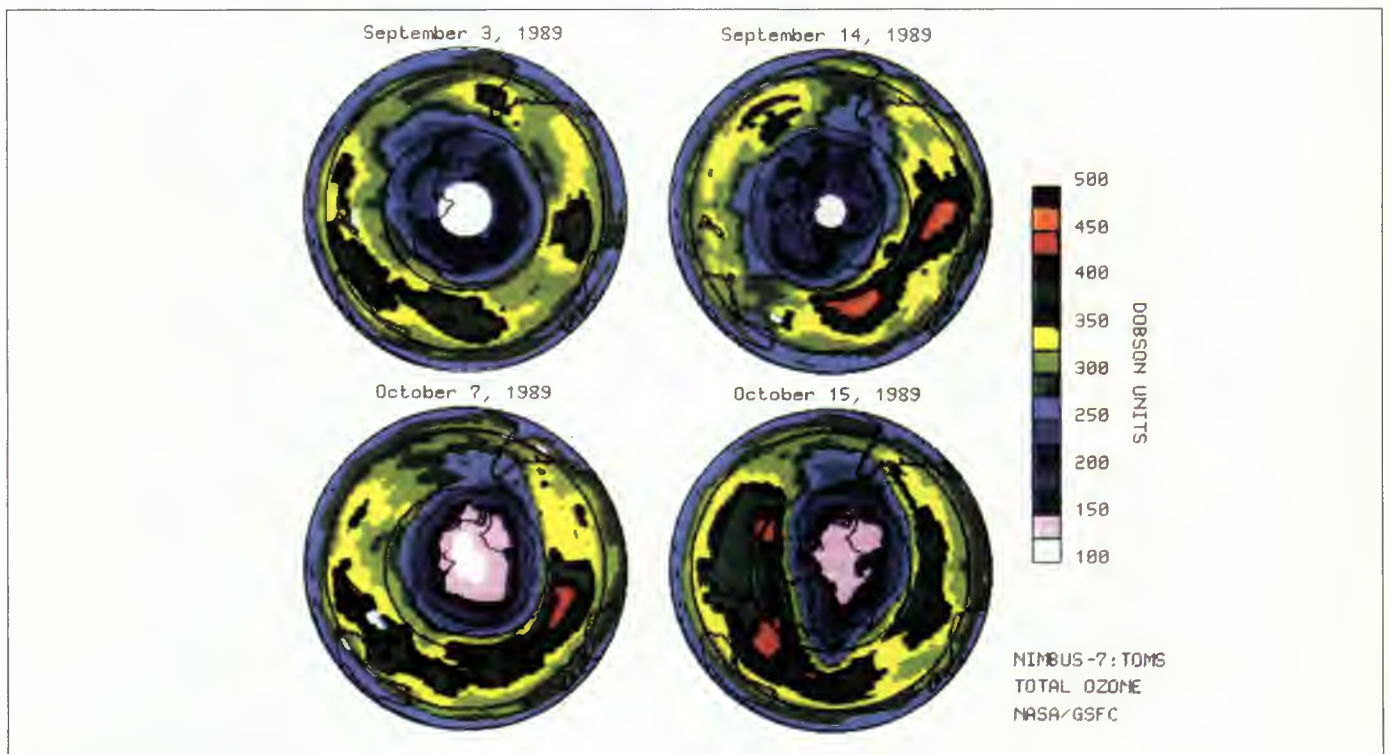 September 3, 1989
September 14, 1989
October 7, 1989
October 15, 1989
500
450
400
350
300
250
200
150
100
DOBSON UNITS
NIMBUS-7:TOMS
TOTAL OZONE
NASA/GSFC